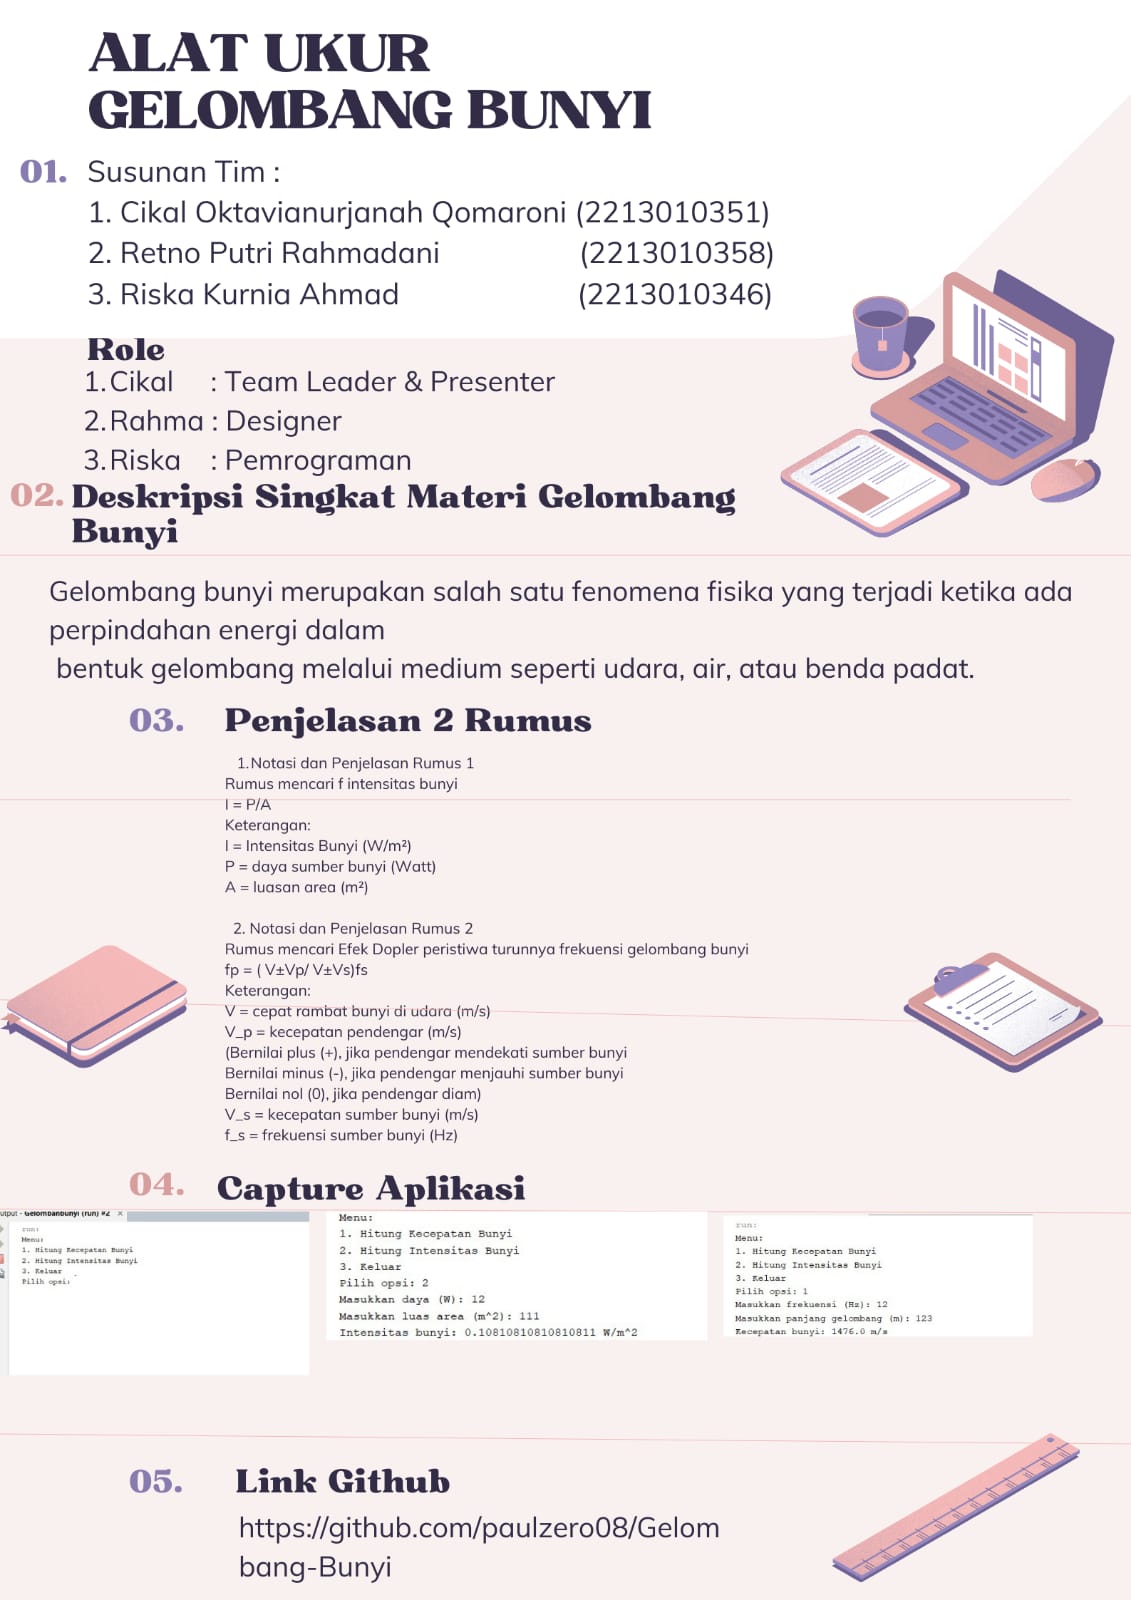 ALAT UKUR
GELOMBANG BUNYI
01. Susunan Tim :
1. Cikal Oktavianurjanah Qomaroni (2213010351)
2. Retno Putri Rahmadani (2213010358)
3. Riska Kurnia Ahmad (2213010346)
Role
1. Cikal : Team Leader & Presenter
2. Rahma : Designer
3. Riska : Pemrograman
02. Deskripsi Singkat Materi Gelombang
Bunyi
Gelombang bunyi merupakan salah satu fenomena fisika yang terjadi ketika ada
perpindahan energi dalam
bentuk gelombang melalui medium seperti udara, air, atau benda padat.
03. Penjelasan 2 Rumus
1. Notasi dan Penjelasan Rumus 1
Rumus mencari f intensitas bunyi
I = P/A
Keterangan:
I = Intensitas Bunyi (W/m²)
P = daya sumber bunyi (Watt)
A = luasan area (m²)
2. Notasi dan Penjelasan Rumus 2
Rumus mencari Efek Dopler peristiwa turunnya frekuensi gelombang bunyi
fp = ( V±Vp/ V±Vs)fs
Keterangan:
V = cepat rambat bunyi di udara (m/s)
V_p = kecepatan pendengar (m/s)
(Bernilai plus (+), jika pendengar mendekati sumber bunyi
Bernilai minus (-), jika pendengar menjauhi sumber bunyi
Bernilai nol (0), jika pendengar diam)
V_s = kecepatan sumber bunyi (m/s)
f_s = frekuensi sumber bunyi (Hz)
04. Capture Aplikasi
utput - Gelombanbunyi (run) #2 ×
run:
Menu:
1. Hitung Kecepatan Bunyi
2. Hitung Intensitas Bunyi
3. Keluar
Pilih opsi:
Menu:
1. Hitung Kecepatan Bunyi
2. Hitung Intensitas Bunyi
3. Keluar
Pilih opsi: 2
Masukkan daya (W): 12
Masukkan luas area (m^2): 111
Intensitas bunyi: 0.10810810810810811 W/m^2
run:
Menu:
1. Hitung Kecepatan Bunyi
2. Hitung Intensitas Bunyi
3. Keluar
Pilih opsi: 1
Masukkan frekuensi (Hz): 12
Masukkan panjang gelombang (m): 123
Kecepatan bunyi: 1476.0 m/s
05. Link Github
https://github.com/paulzero08/Gelom
bang-Bunyi